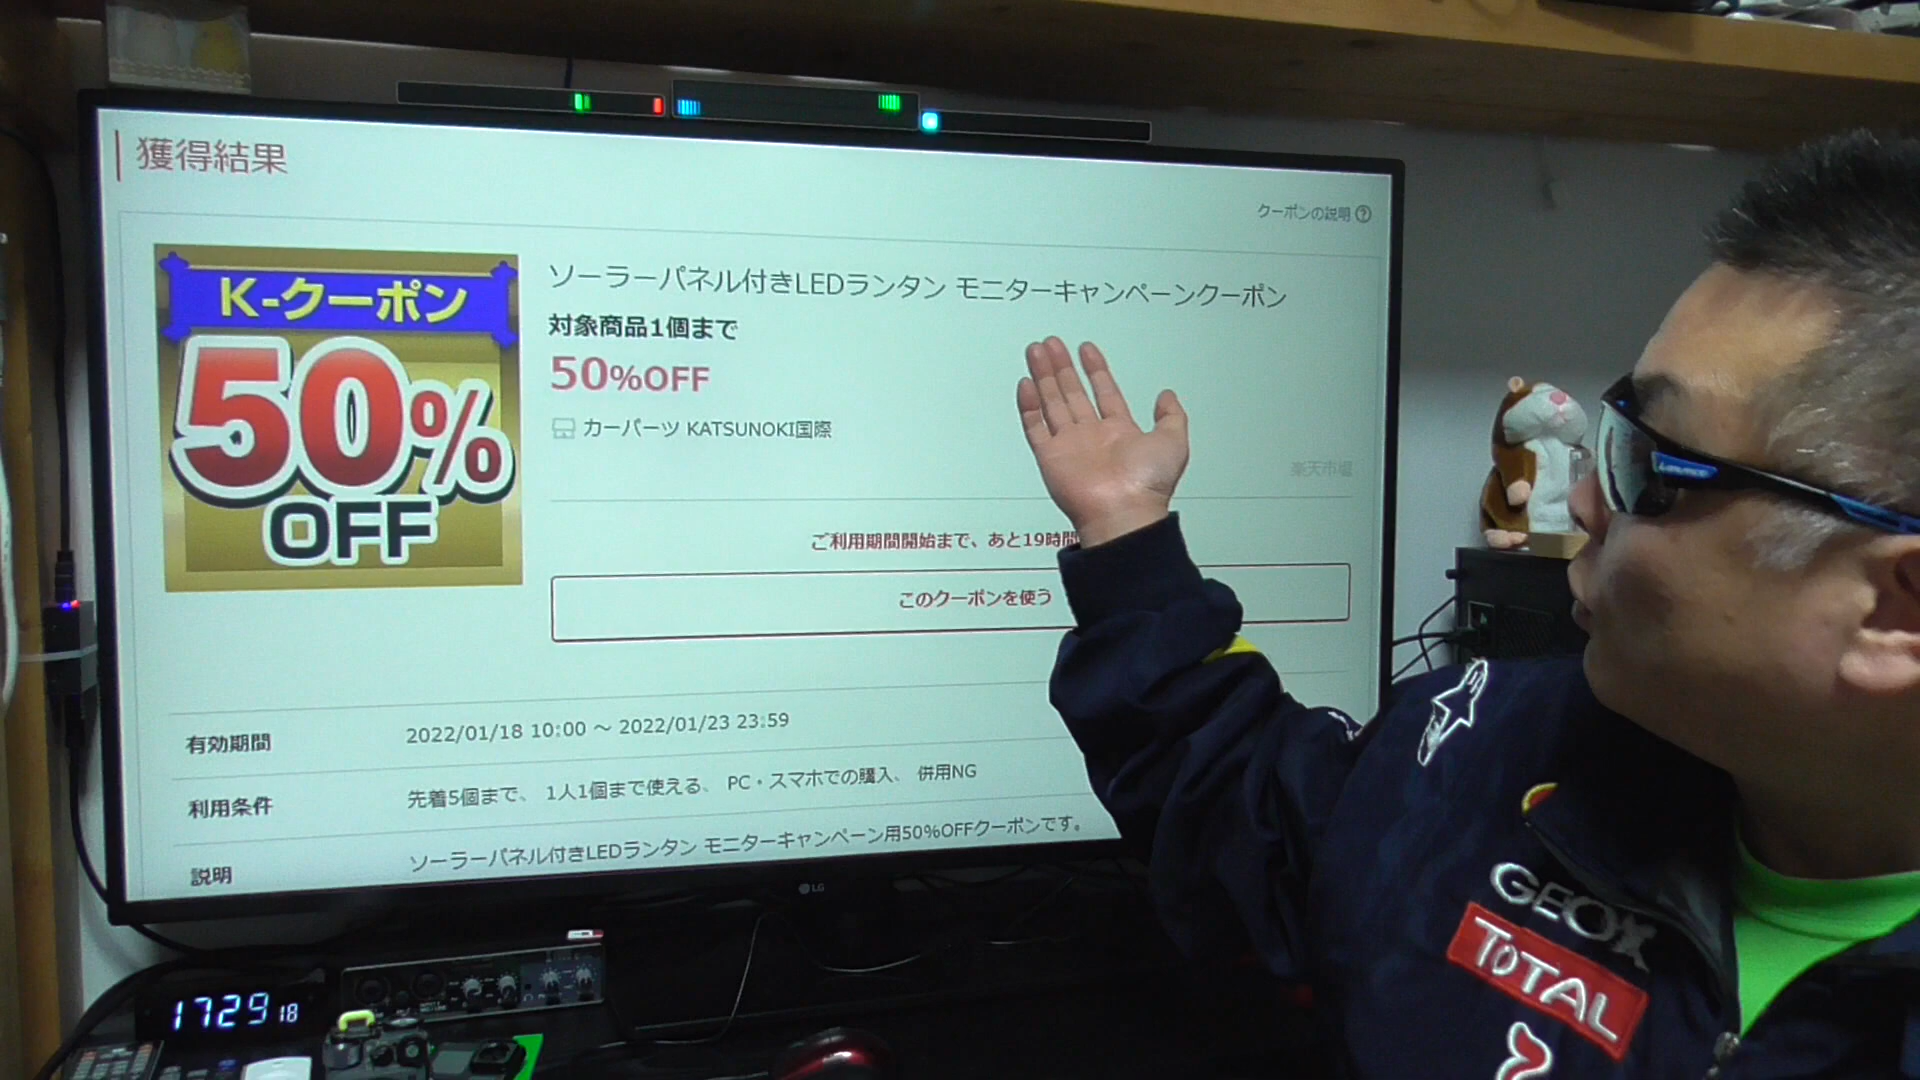 獲得結果
クーポンの説明 ?
K-クーポン
50%
OFF
ソーラーパネル付きLEDランタン モニターキャンペーンクーポン
対象商品1個まで
50%OFF
カーパーツ KATSUNOKI国際
楽天市場
ご利用期間開始まで、あと19時間
このクーポンを使う
有効期間 2022/01/18 10:00 〜 2022/01/23 23:59
利用条件 先着5個まで、 1人1個まで使える、 PC・スマホでの購入、 併用NG
説明 ソーラーパネル付きLEDランタン モニターキャンペーン用50%OFFクーポンです。
LG
1729 18
GEOX
TOTAL